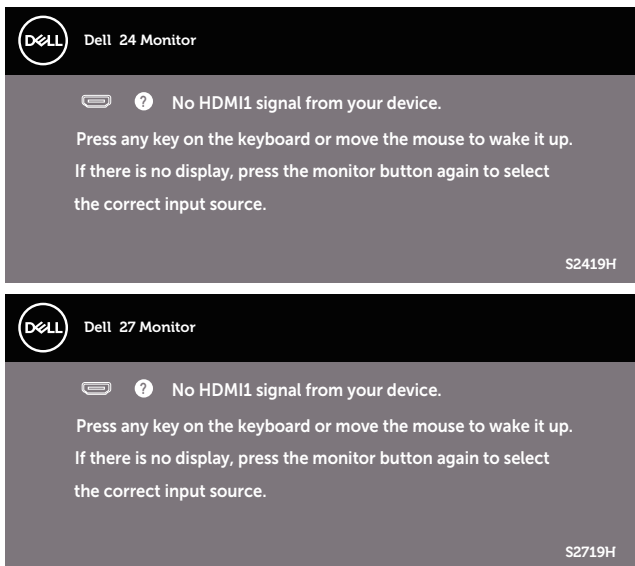 DELL
Dell 24 Monitor
? No HDMI1 signal from your device.
Press any key on the keyboard or move the mouse to wake it up.
If there is no display, press the monitor button again to select
the correct input source.
S2419H
DELL
Dell 27 Monitor
? No HDMI1 signal from your device.
Press any key on the keyboard or move the mouse to wake it up.
If there is no display, press the monitor button again to select
the correct input source.
S2719H